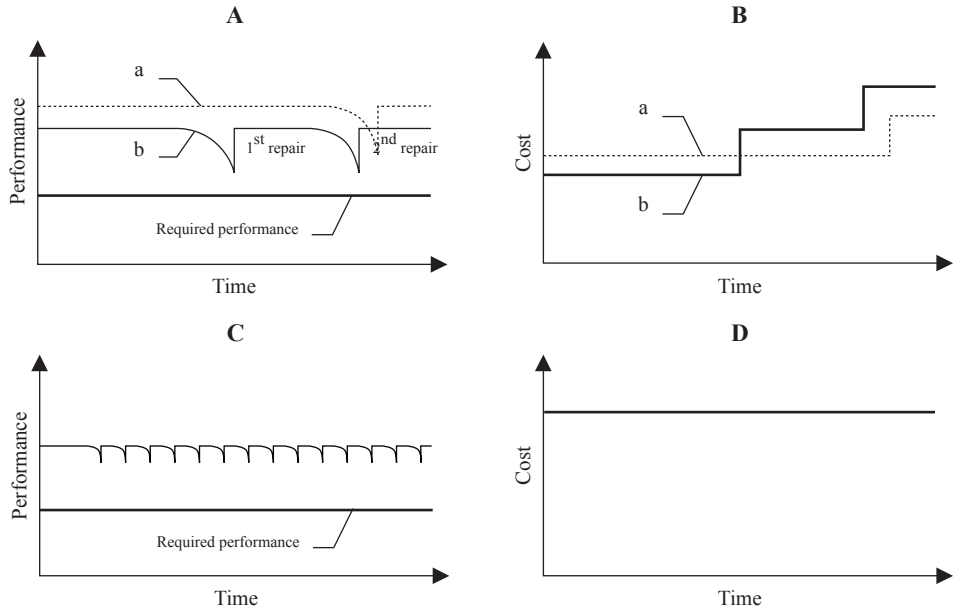 A
Performance
a
b
1st repair
2nd repair
Required performance
Time
B
Cost
a
b
Time
C
Performance
Required performance
Time
D
Cost
Time